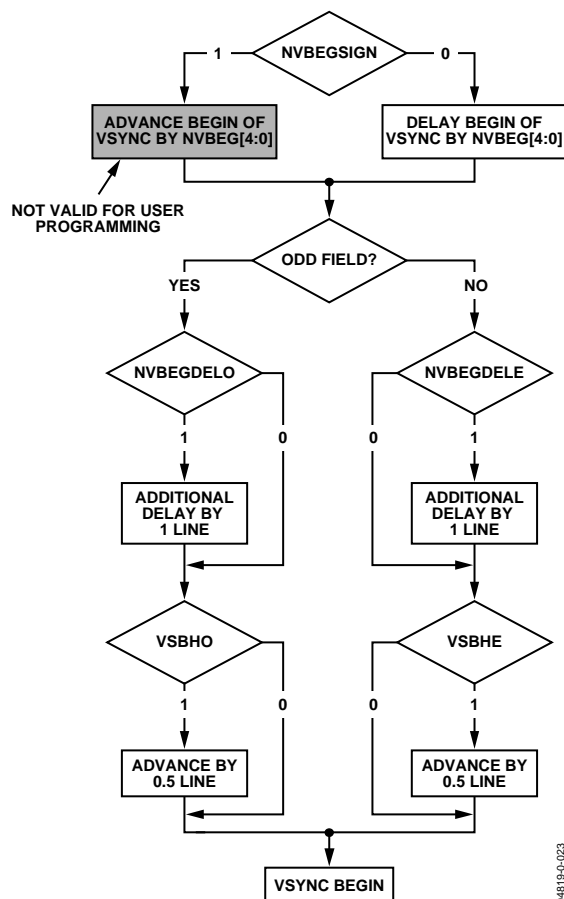 NVBEGSIGN
1
0
ADVANCE BEGIN OF
VSYNC BY NVBEG[4:0]
DELAY BEGIN OF
VSYNC BY NVBEG[4:0]
NOT VALID FOR USER
PROGRAMMING
ODD FIELD?
YES
NO
NVBEGDELO
NVBEGDELE
1
0
0
1
ADDITIONAL
DELAY BY
1 LINE
ADDITIONAL
DELAY BY
1 LINE
VSBHO
VSBHE
1
0
0
1
ADVANCE BY
0.5 LINE
ADVANCE BY
0.5 LINE
VSYNC BEGIN
4819-0-023